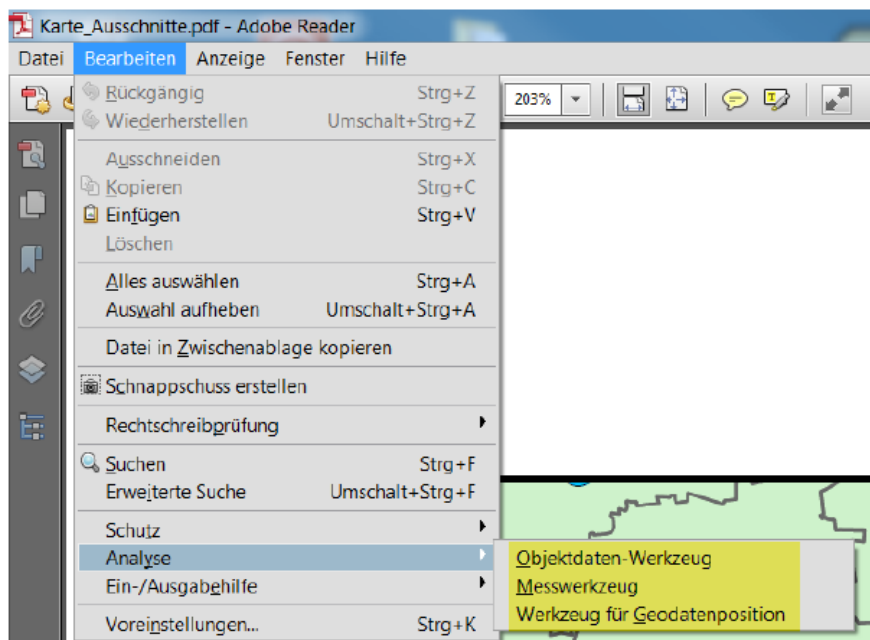 Karte_Ausschnitte.pdf - Adobe Reader
Datei Bearbeiten Anzeige Fenster Hilfe
203%
Rückgängig Strg+Z
Wiederherstellen Umschalt+Strg+Z
Ausschneiden Strg+X
Kopieren Strg+C
Einfügen Strg+V
Löschen
Alles auswählen Strg+A
Auswahl aufheben Umschalt+Strg+A
Datei in Zwischenablage kopieren
Schnappschuss erstellen
Rechtschreibprüfung
Suchen Strg+F
Erweiterte Suche Umschalt+Strg+F
Schutz
Analyse
Ein-/Ausgabehilfe
Voreinstellungen... Strg+K
Objektdaten-Werkzeug
Messwerkzeug
Werkzeug für Geodatenposition